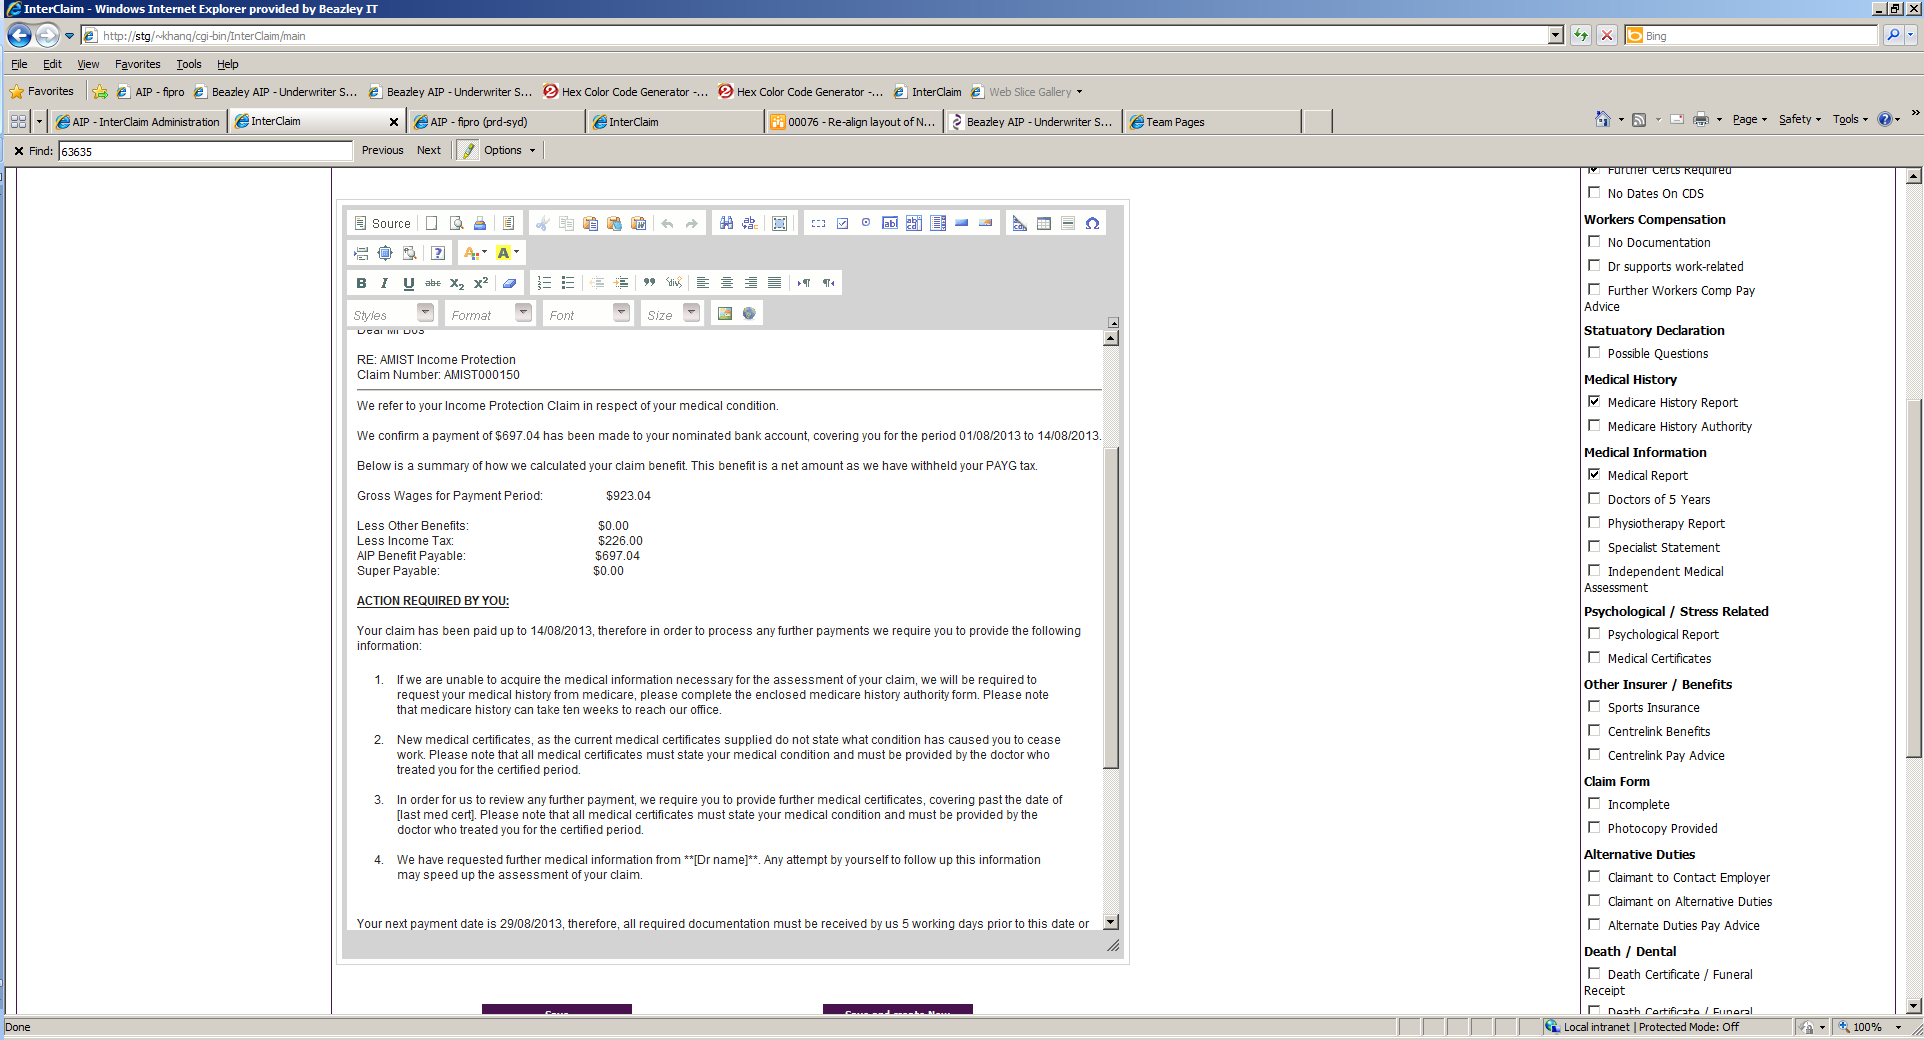 InterClaim - Windows Internet Explorer provided by Beazley IT
http://stg/~khanq/cgi-bin/InterClaim/main
Bing
File Edit View Favorites Tools Help
Favorites AIP - fipro Beazley AIP - Underwriter S... Beazley AIP - Underwriter S... Hex Color Code Generator -... Hex Color Code Generator -... InterClaim Web Slice Gallery
AIP - InterClaim Administration InterClaim AIP - fipro (prd-syd) InterClaim 00076 - Re-align layout of N... Beazley AIP - Underwriter S... Team Pages Page Safety Tools
Find: 63635 Previous Next Options
Source
Styles Format Font Size
Dear Mr Bos
RE: AMIST Income Protection
Claim Number: AMIST000150
We refer to your Income Protection Claim in respect of your medical condition.
We confirm a payment of $697.04 has been made to your nominated bank account, covering you for the period 01/08/2013 to 14/08/2013.
Below is a summary of how we calculated your claim benefit. This benefit is a net amount as we have withheld your PAYG tax.
Gross Wages for Payment Period: $923.04
Less Other Benefits: $0.00
Less Income Tax: $226.00
AIP Benefit Payable: $697.04
Super Payable: $0.00
ACTION REQUIRED BY YOU:
Your claim has been paid up to 14/08/2013, therefore in order to process any further payments we require you to provide the following
information:
1. If we are unable to acquire the medical information necessary for the assessment of your claim, we will be required to
request your medical history from medicare, please complete the enclosed medicare history authority form. Please note
that medicare history can take ten weeks to reach our office.
2. New medical certificates, as the current medical certificates supplied do not state what condition has caused you to cease
work. Please note that all medical certificates must state your medical condition and must be provided by the doctor who
treated you for the certified period.
3. In order for us to review any further payment, we require you to provide further medical certificates, covering past the date of
[last med cert]. Please note that all medical certificates must state your medical condition and must be provided by the
doctor who treated you for the certified period.
4. We have requested further medical information from **[Dr name]**. Any attempt by yourself to follow up this information
may speed up the assessment of your claim.
Your next payment date is 29/08/2013, therefore, all required documentation must be received by us 5 working days prior to this date or
Save Save and create New
Further Certs Required
No Dates On CDS
Workers Compensation
No Documentation
Dr supports work-related
Further Workers Comp Pay
Advice
Statuatory Declaration
Possible Questions
Medical History
Medicare History Report
Medicare History Authority
Medical Information
Medical Report
Doctors of 5 Years
Physiotherapy Report
Specialist Statement
Independent Medical
Assessment
Psychological / Stress Related
Psychological Report
Medical Certificates
Other Insurer / Benefits
Sports Insurance
Centrelink Benefits
Centrelink Pay Advice
Claim Form
Incomplete
Photocopy Provided
Alternative Duties
Claimant to Contact Employer
Claimant on Alternative Duties
Alternate Duties Pay Advice
Death / Dental
Death Certificate / Funeral
Receipt
Death Certificate / Funeral
Done Local intranet | Protected Mode: Off 100%